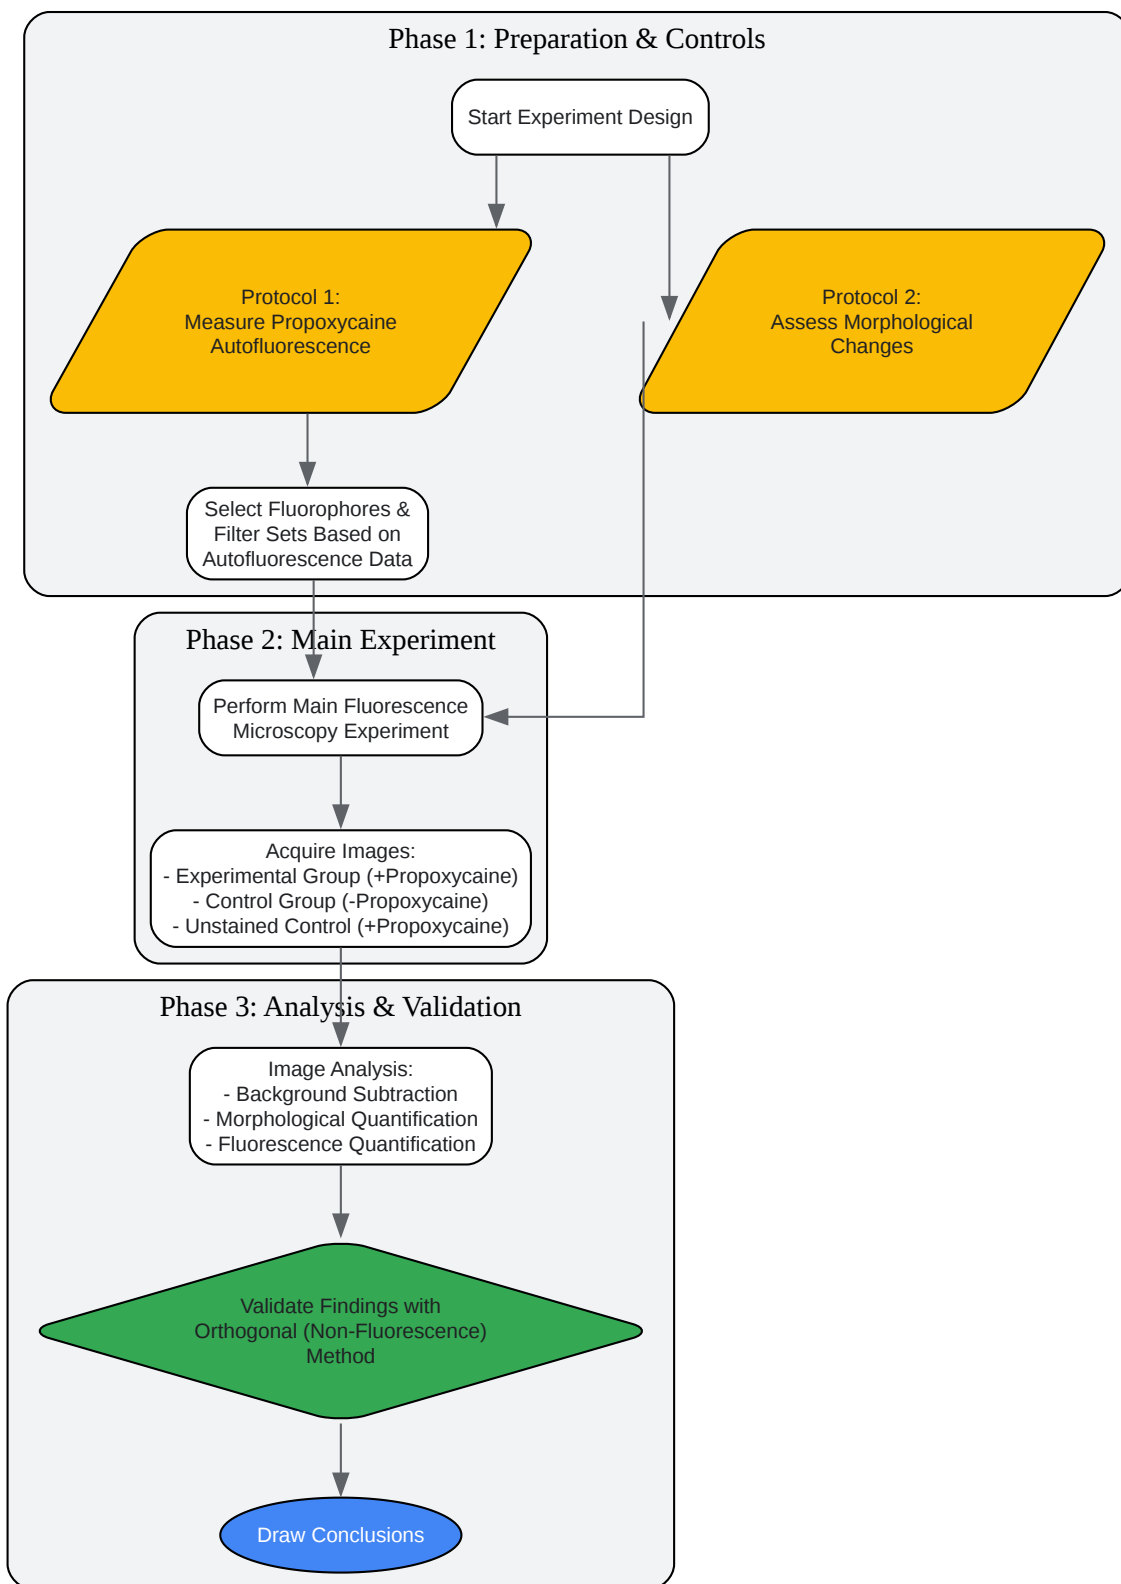 Phase 1: Preparation & Controls
Start Experiment Design
Protocol 1:
Measure Propoxycaine
Autofluorescence
Protocol 2:
Assess Morphological
Changes
Select Fluorophores &
Filter Sets Based on
Autofluorescence Data
Phase 2: Main Experiment
Perform Main Fluorescence
Microscopy Experiment
Acquire Images:
- Experimental Group (+Propoxycaine)
- Control Group (-Propoxycaine)
- Unstained Control (+Propoxycaine)
Phase 3: Analysis & Validation
Image Analysis:
- Background Subtraction
- Morphological Quantification
- Fluorescence Quantification
Validate Findings with
Orthogonal (Non-Fluorescence)
Method
Draw Conclusions